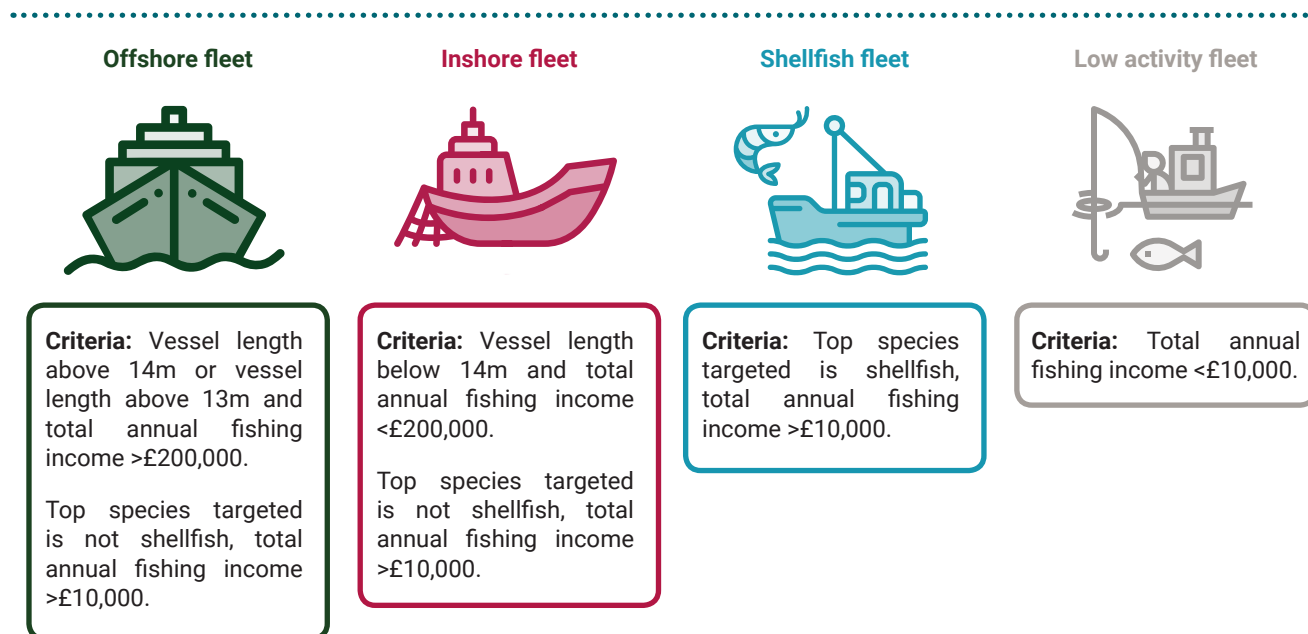 Offshore fleet
Inshore fleet
Shellfish fleet
Low activity fleet
Criteria: Vessel length
above 14m or vessel
length above 13m and
total annual fishing
income >£200,000.
Top species targeted
is not shellfish, total
annual fishing income
>£10,000.
Criteria: Vessel length
below 14m and total
annual fishing income
<£200,000.
Top species targeted
is not shellfish, total
annual fishing income
>£10,000.
Criteria: Top species
targeted is shellfish,
total annual fishing
income >£10,000.
Criteria: Total annual
fishing income <£10,000.